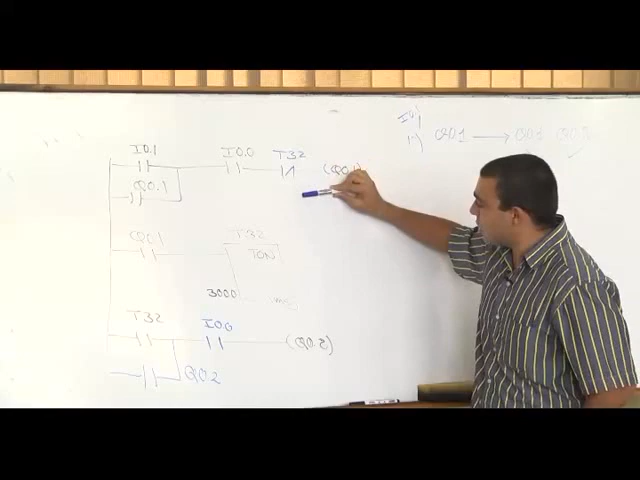 I0.1
I0.0
T32
(Q0.1)
Q0.1
Q0.1
T32
TON
3000
ms
T32
I0.0
(Q0.2)
Q0.2
Q0.1 → Q0.1